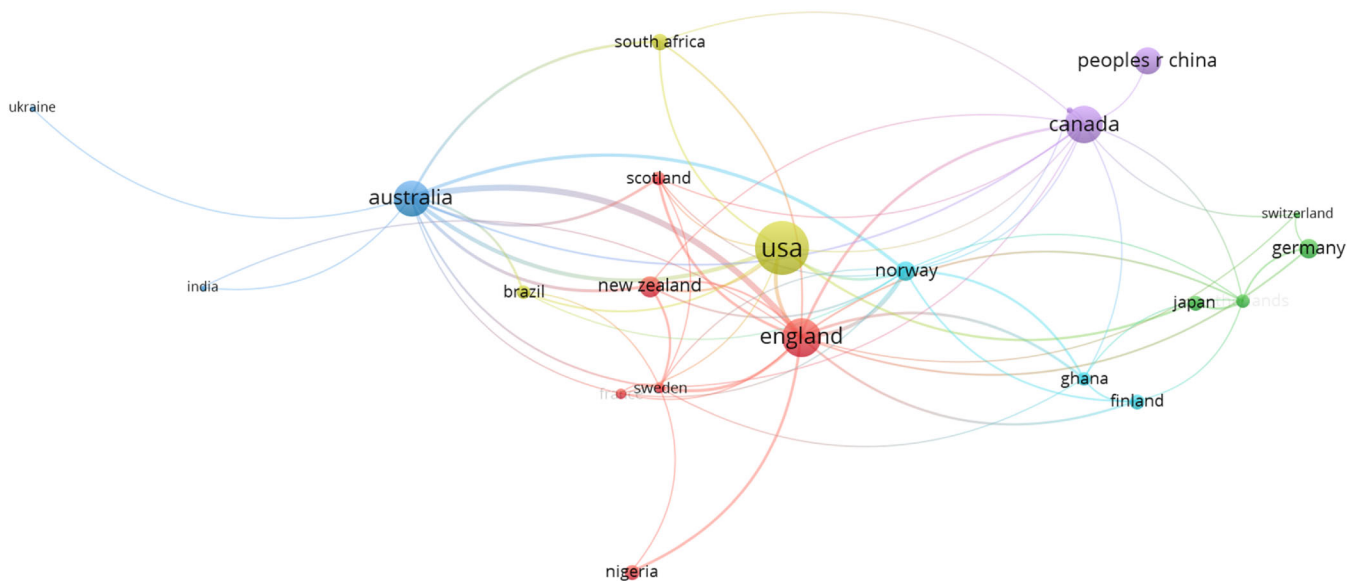 south africa
peoples r china
ukraine
canada
scotland
australia
switzerland
usa
germany
norway
india
new zealand
brazil
japan
england
ghana
sweden
france
finland
nigeria